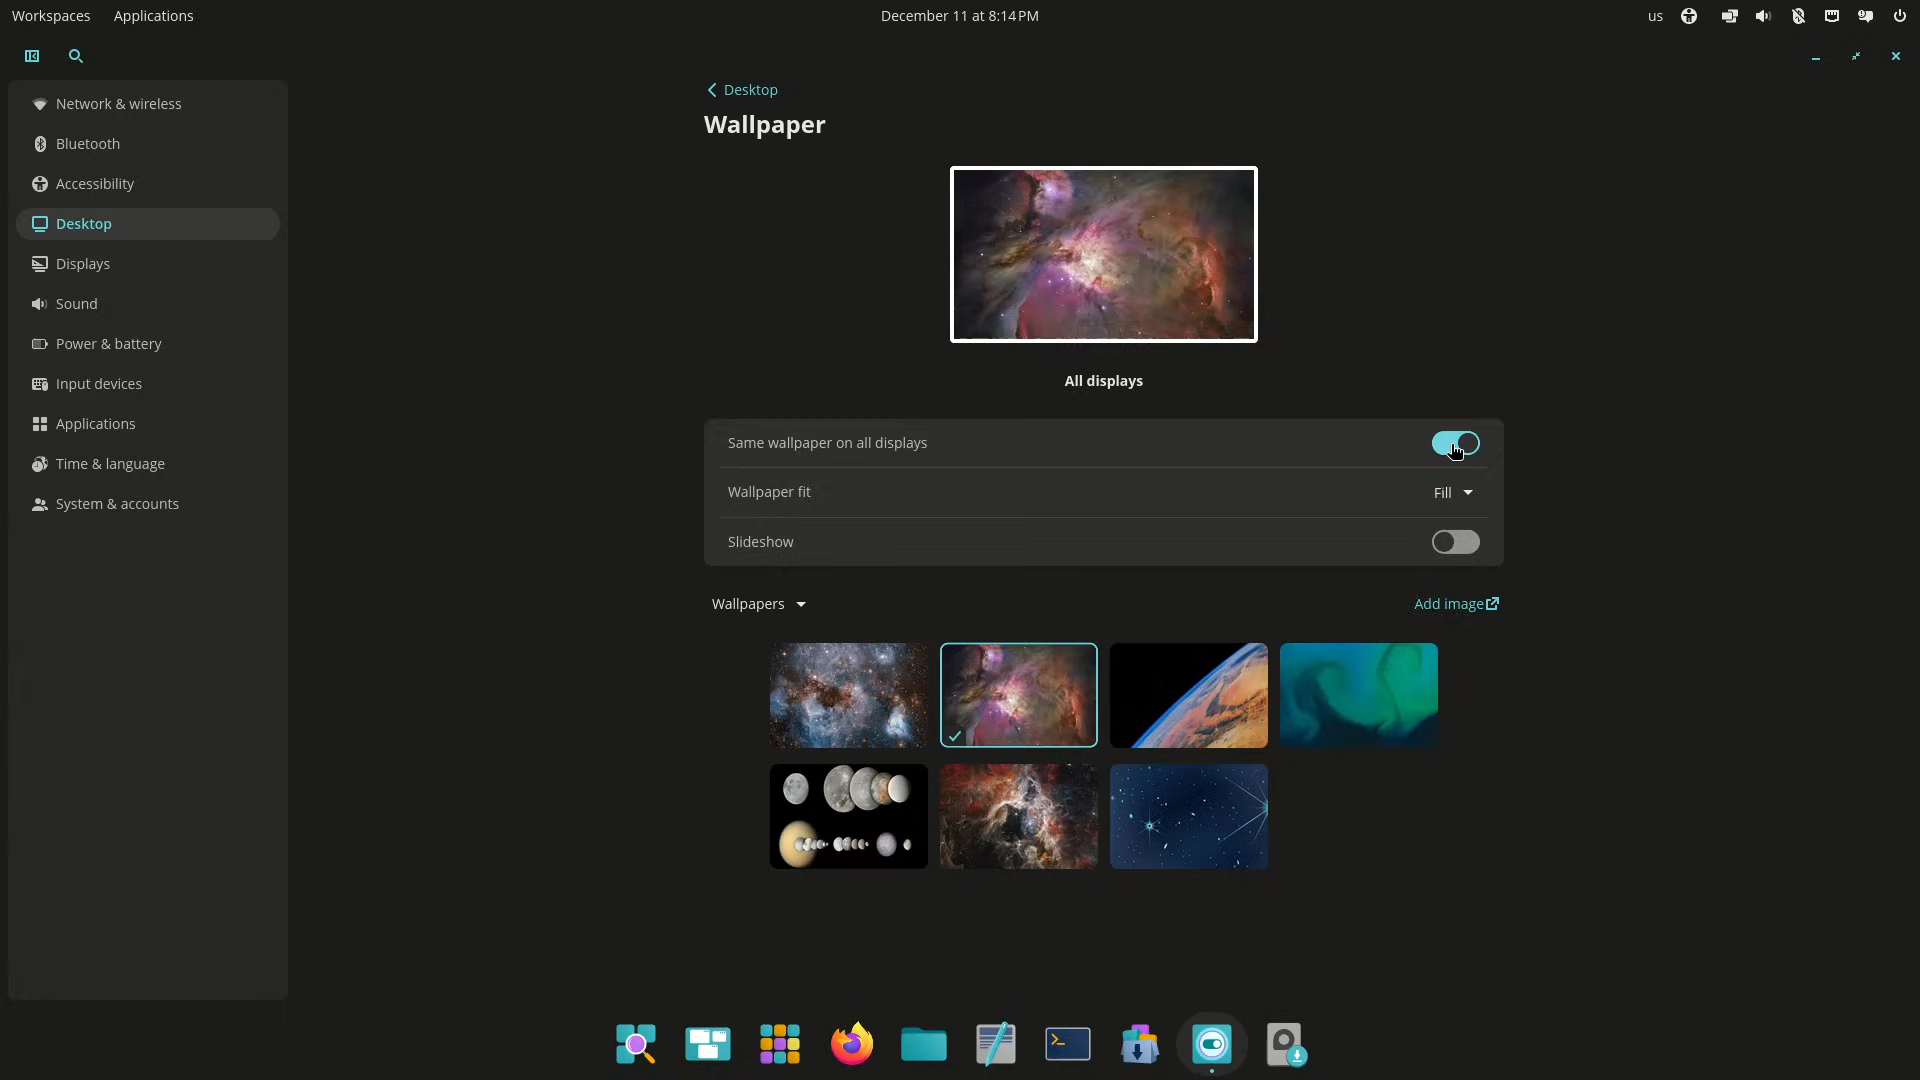 Workspaces Applications December 11 at 8:14 PM us
Desktop
Wallpaper
Network & wireless
Bluetooth
Accessibility
Desktop
Displays
Sound
Power & battery
Input devices
Applications
Time & language
System & accounts
All displays
Same wallpaper on all displays
Wallpaper fit Fill
Slideshow
Wallpapers Add image